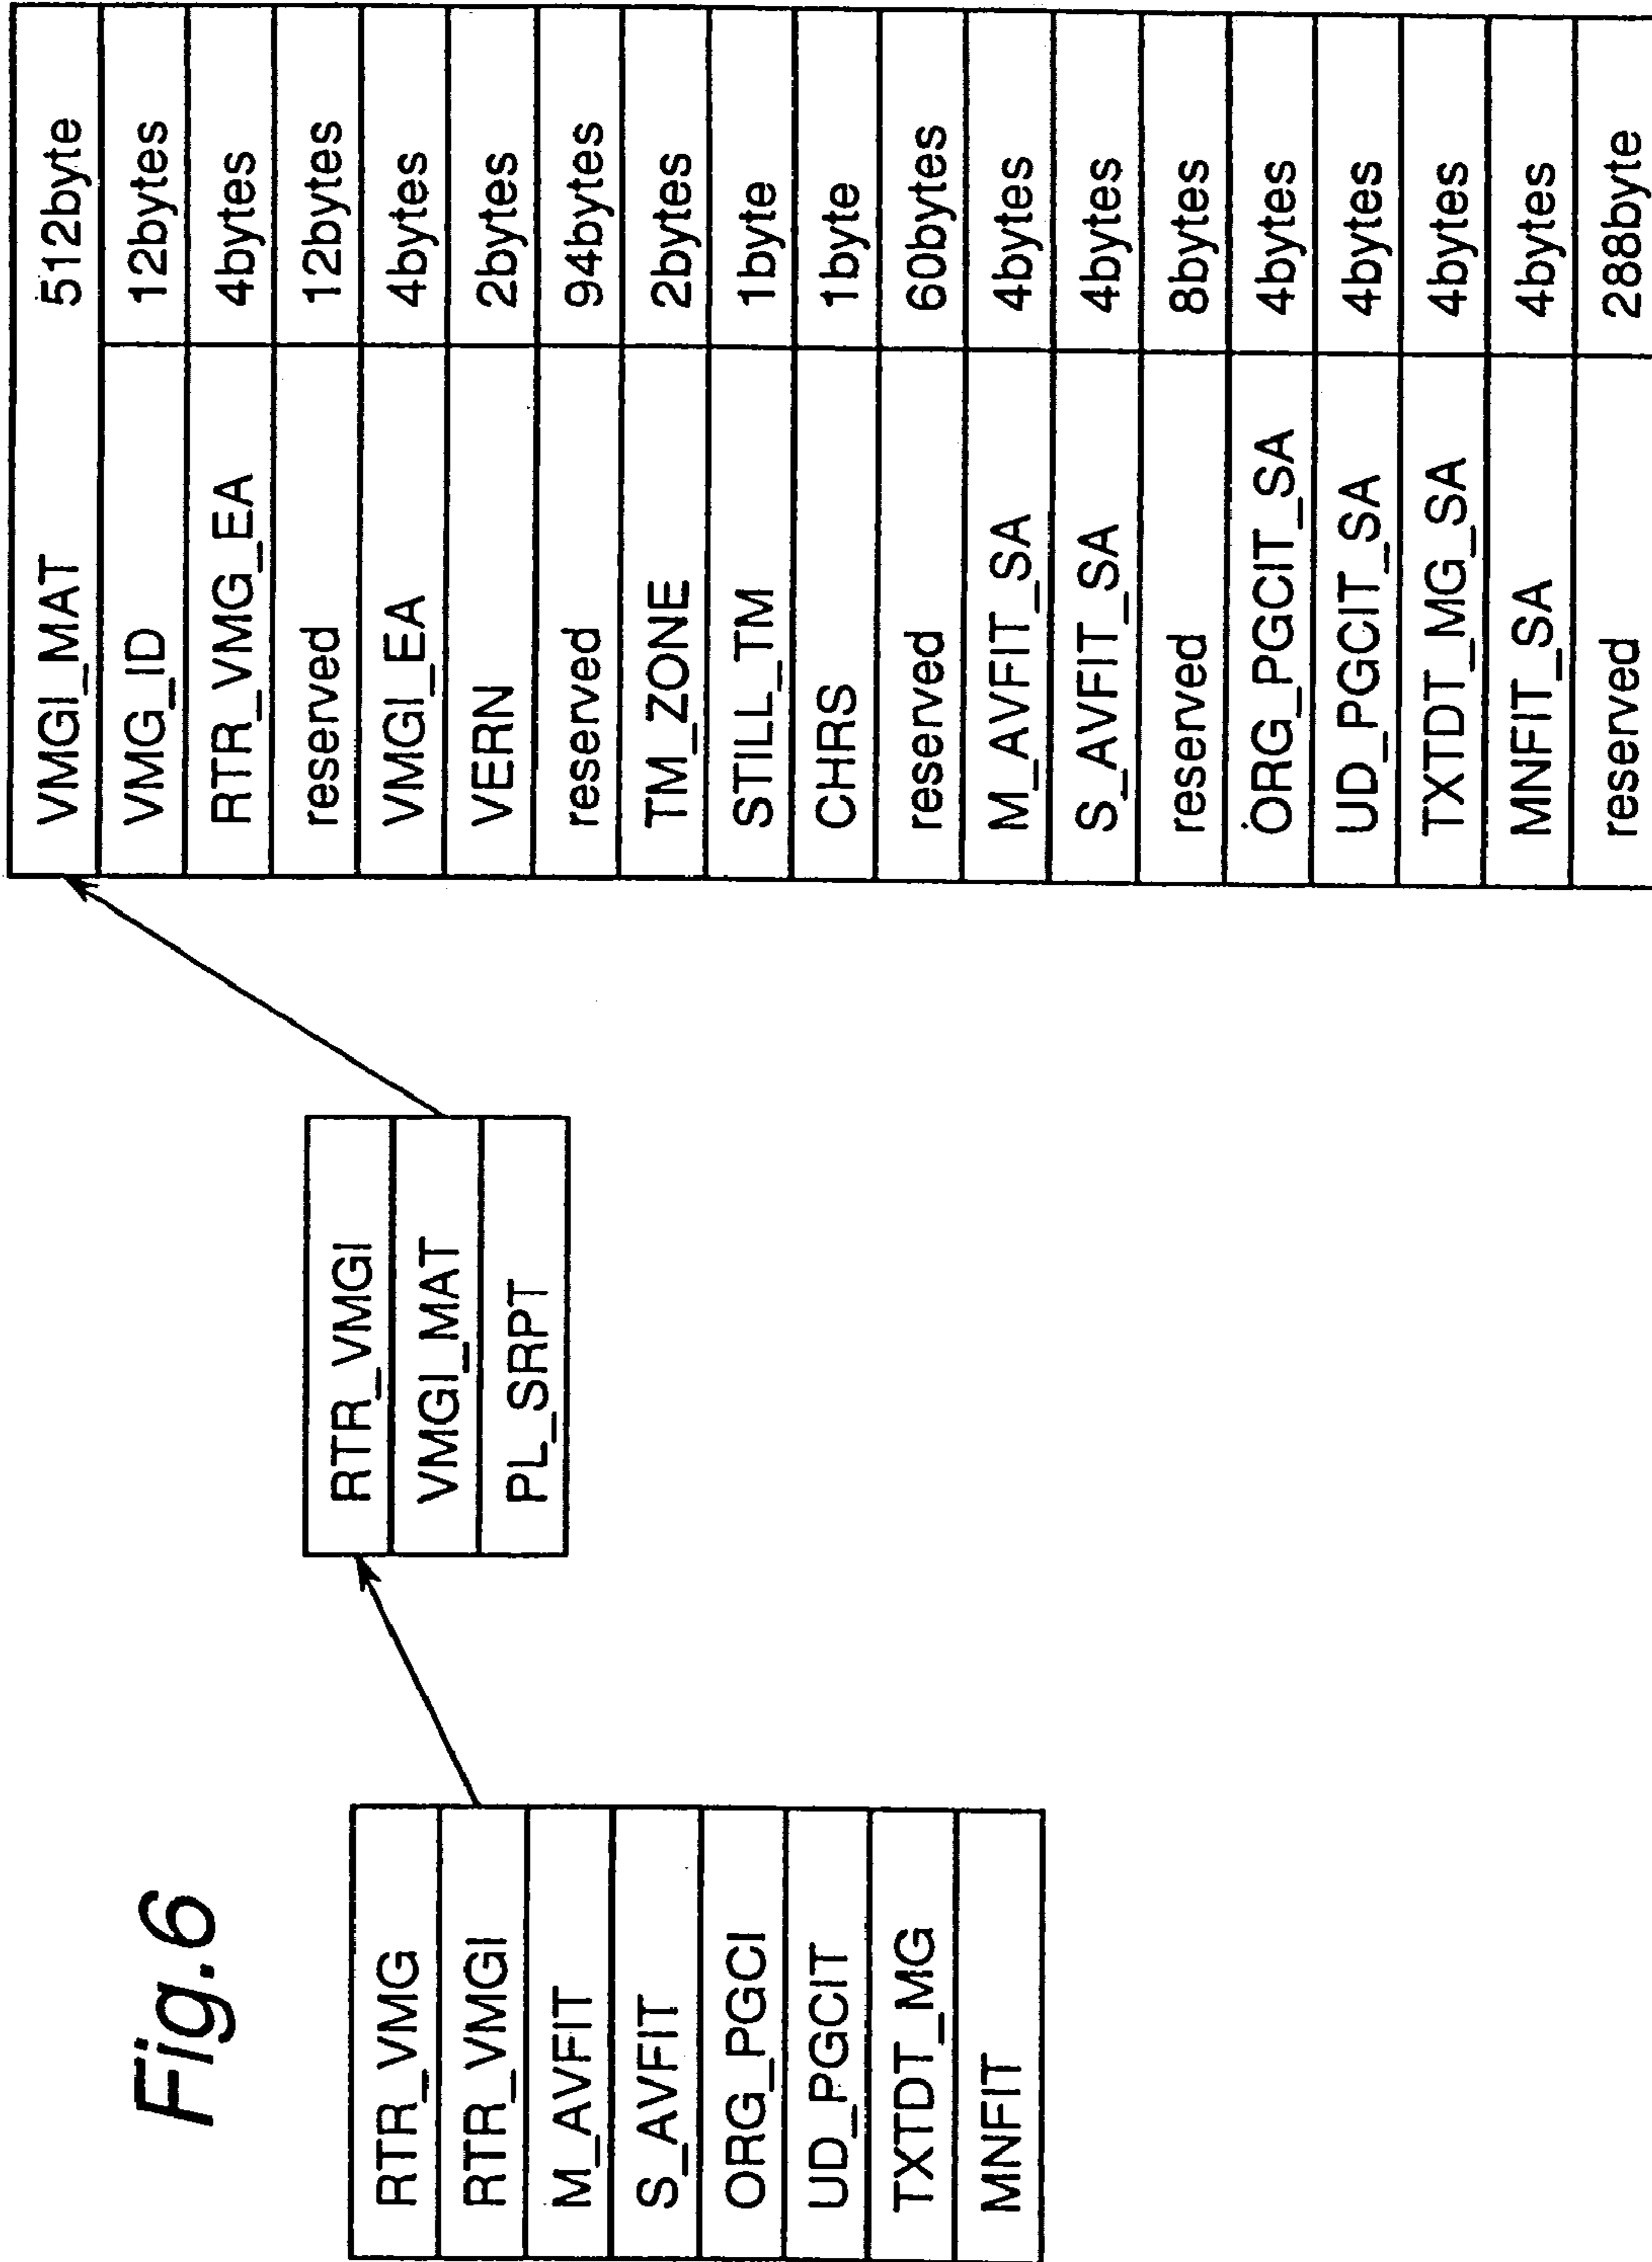 Fig.6
RTR_VMG
RTR_VMGI
M_AVFIT
S_AVFIT
ORG_PGCI
UD_PGCIT
TXTDT_MG
MNFIT
RTR_VMGI
VMGI_MAT
PL_SRPT
VMGI_MAT 512byte
VMG_ID 12bytes
RTR_VMG_EA 4bytes
reserved 12bytes
VMGI_EA 4bytes
VERN 2bytes
reserved 94bytes
TM_ZONE 2bytes
STILL_TM 1byte
CHRS 1byte
reserved 60bytes
M_AVFIT_SA 4bytes
S_AVFIT_SA 4bytes
reserved 8bytes
ORG_PGCIT_SA 4bytes
UD_PGCIT_SA 4bytes
TXTDT_MG_SA 4bytes
MNFIT_SA 4bytes
reserved 288byte